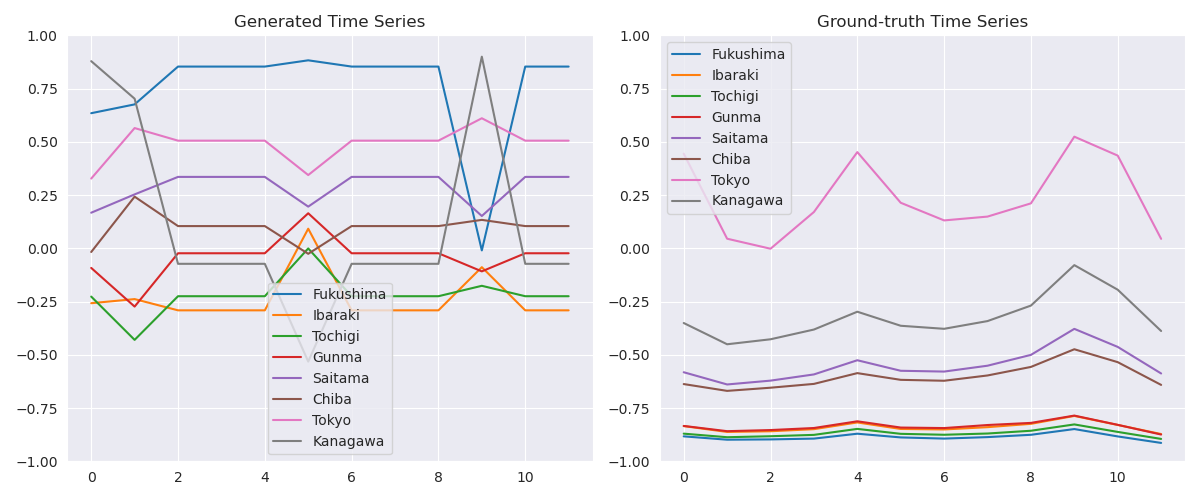 Generated Time Series
1.00
0.75
0.50
0.25
0.00
−0.25
−0.50
−0.75
−1.00
0 2 4 6 8 10
Fukushima
Ibaraki
Tochigi
Gunma
Saitama
Chiba
Tokyo
Kanagawa
Ground-truth Time Series
1.00
0.75
0.50
0.25
0.00
−0.25
−0.50
−0.75
−1.00
0 2 4 6 8 10
Fukushima
Ibaraki
Tochigi
Gunma
Saitama
Chiba
Tokyo
Kanagawa